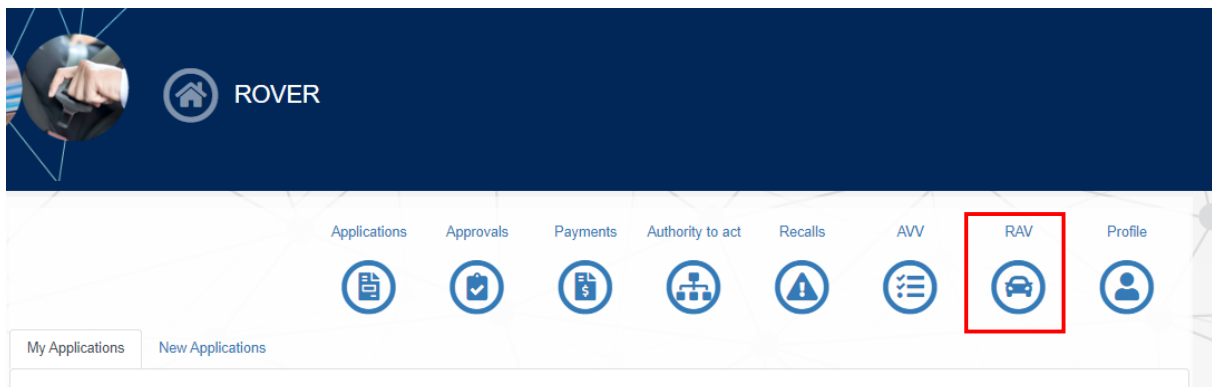 ROVER
Applications Approvals Payments Authority to act Recalls AVV RAV Profile
My Applications New Applications